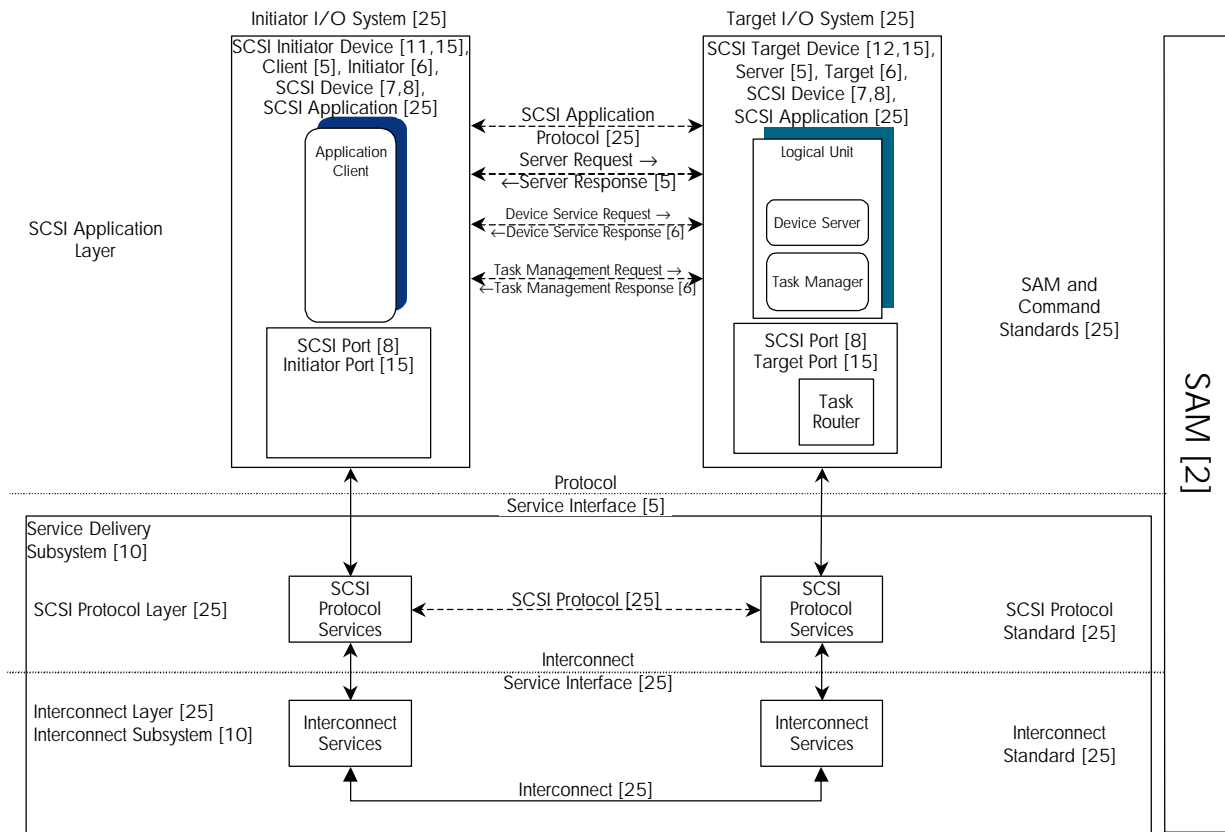 Initiator I/O System [25]
Target I/O System [25]
SCSI Initiator Device [11,15],
Client [5], Initiator [6],
SCSI Device [7,8],
SCSI Application [25]
SCSI Target Device [12,15],
Server [5], Target [6],
SCSI Device [7,8],
SCSI Application [25]
SCSI Application
Protocol [25]
Server Request →
←Server Response [5]
Device Service Request →
←Device Service Response [6]
Task Management Request →
←Task Management Response [6]
Application
Client
Logical Unit
Device Server
Task Manager
SCSI Application
Layer
SAM and
Command
Standards [25]
SCSI Port [8]
Initiator Port [15]
SCSI Port [8]
Target Port [15]
Task
Router
SAM [2]
Protocol
Service Interface [5]
Service Delivery
Subsystem [10]
SCSI Protocol Layer [25]
SCSI
Protocol
Services
SCSI Protocol [25]
SCSI
Protocol
Services
SCSI Protocol
Standard [25]
Interconnect
Service Interface [25]
Interconnect Layer [25]
Interconnect Subsystem [10]
Interconnect
Services
Interconnect
Services
Interconnect
Standard [25]
Interconnect [25]